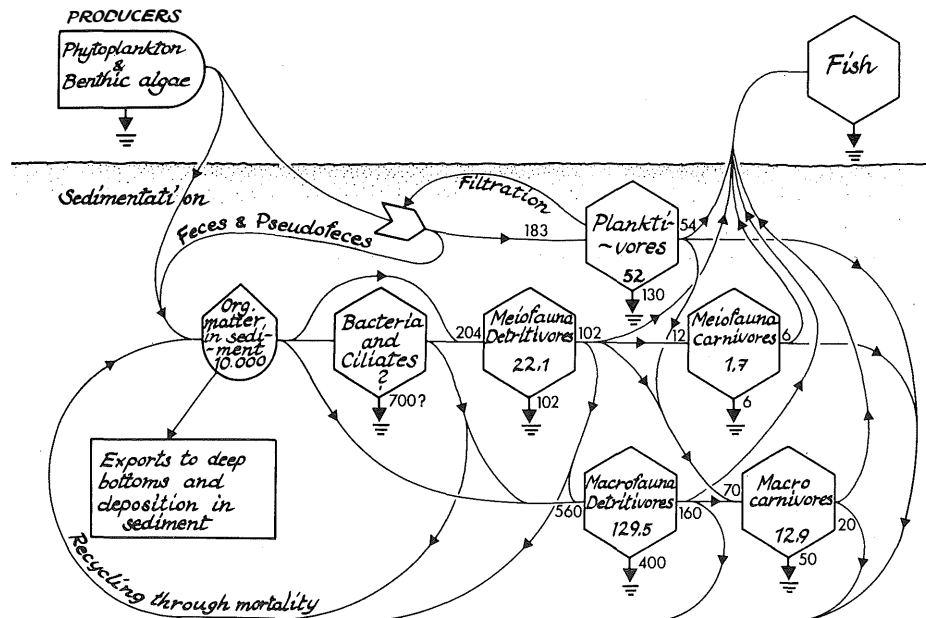 PRODUCERS
Phytoplankton
&
Benthic algae
Fish
Sedimentation
Filtration
Feces & Pseudofeces
183
Plankti-
-vores
52
54
130
Org.
matter
in sedi-
ment
10.000
Bacteria
and
Ciliates
?
700?
204
Meiofauna
Detritivores
22,1
102
102
12
Meiofauna
Carnivores
1,7
6
6
Exports to deep
bottoms and
deposition in
sediment
560
Macrofauna
Detritivores
129.5
160
400
70
Macro
carnivores
12,9
20
50
Recycling through mortality